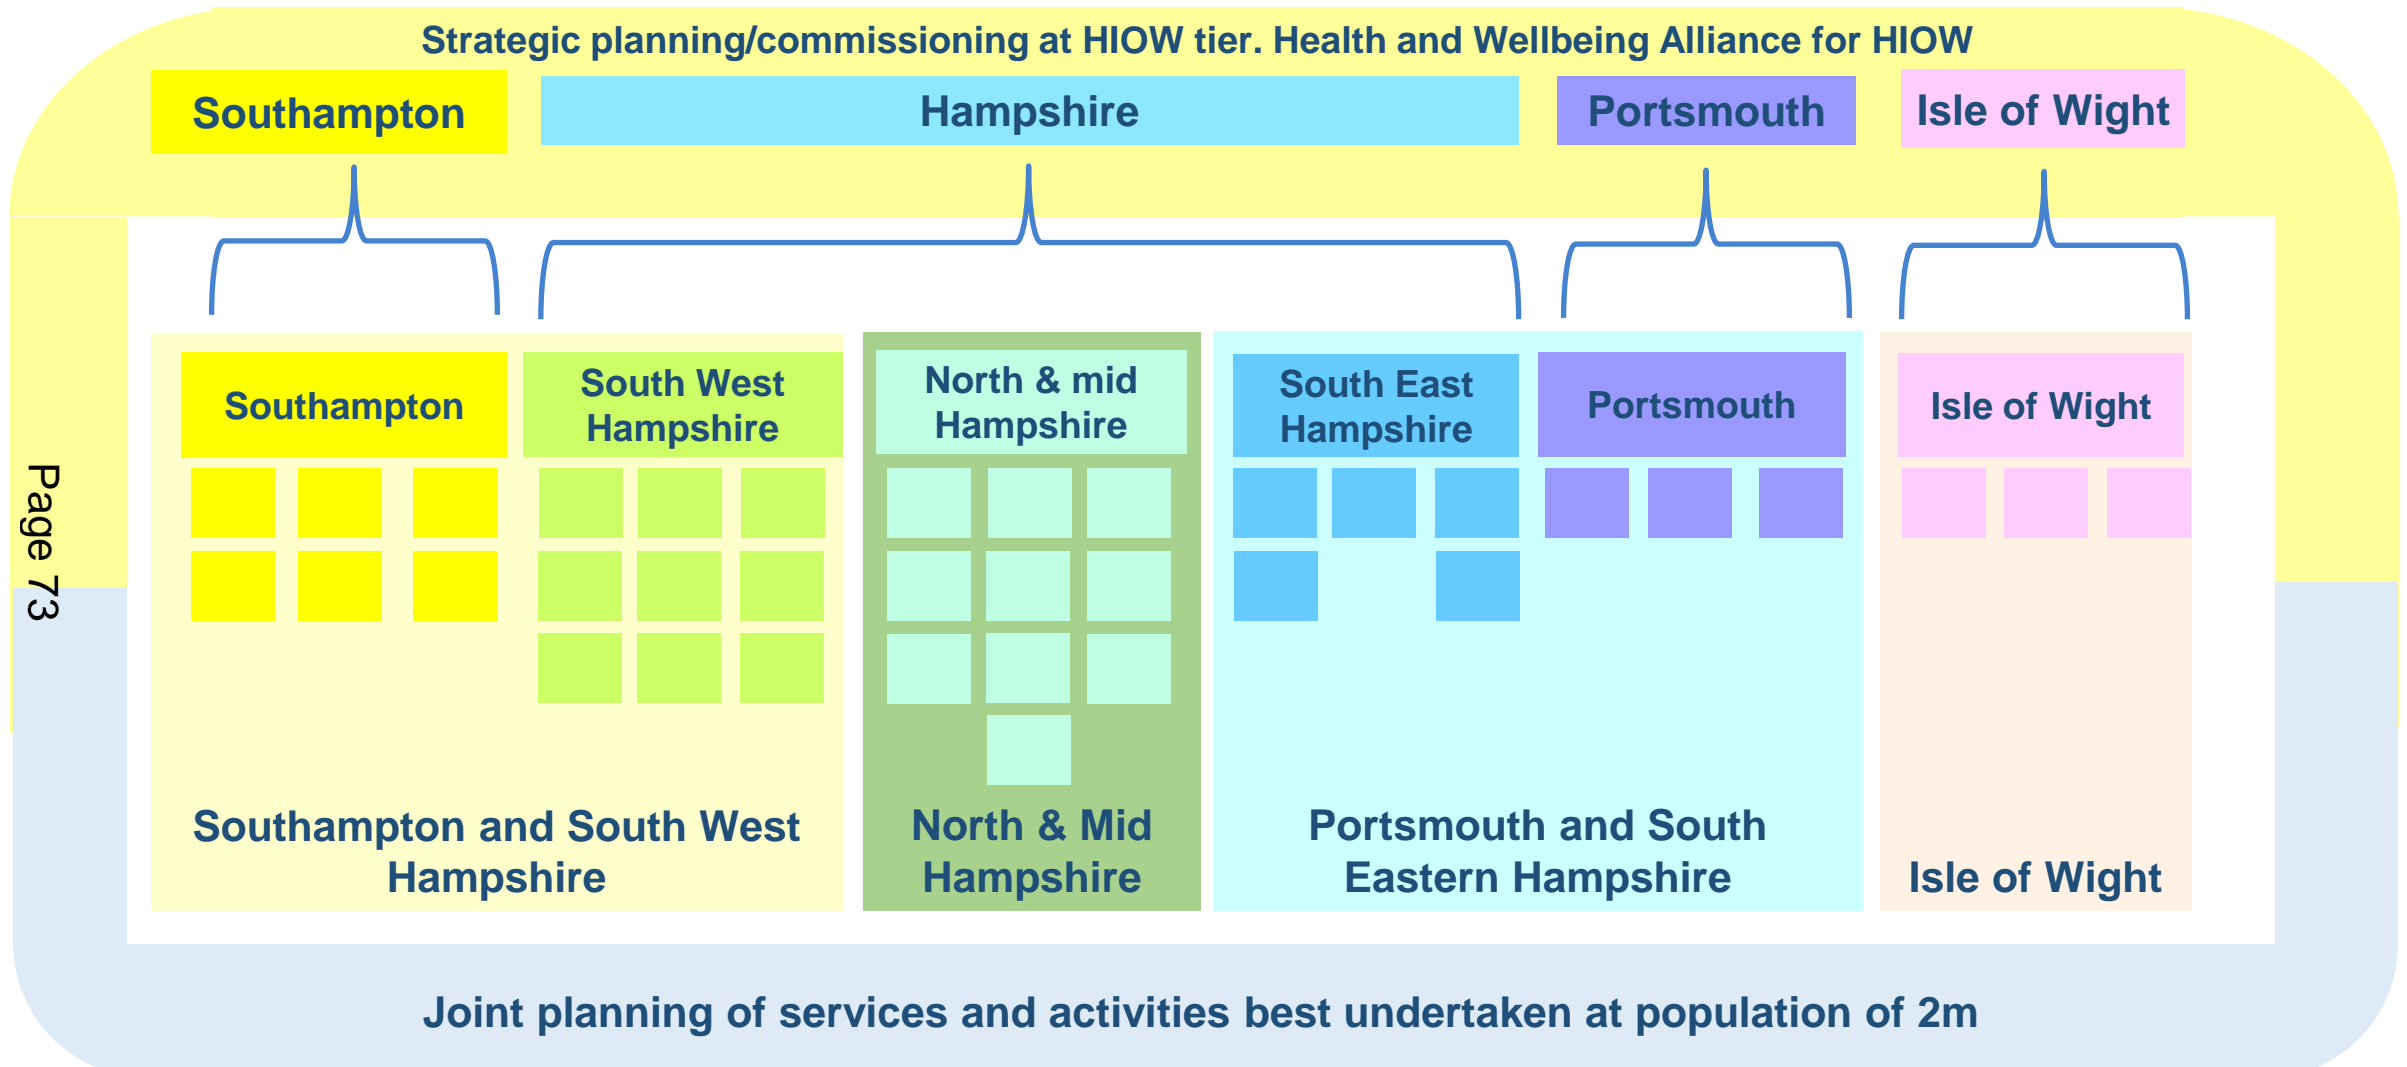 Strategic planning/commissioning at HIOW tier. Health and Wellbeing Alliance for HIOW
Southampton
Hampshire
Portsmouth
Isle of Wight
Southampton
South West
Hampshire
North & mid
Hampshire
South East
Hampshire
Portsmouth
Isle of Wight
Page 73
Southampton and South West
Hampshire
North & Mid
Hampshire
Portsmouth and South
Eastern Hampshire
Isle of Wight
Joint planning of services and activities best undertaken at population of 2m